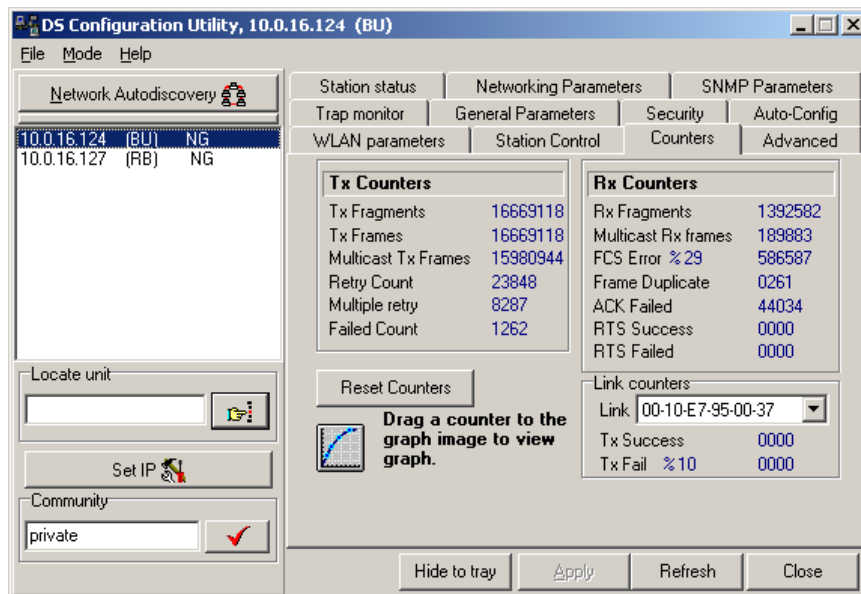 DS Configuration Utility, 10.0.16.124 (BU)
File Mode Help
Network Autodiscovery
10.0.16.124 (BU) NG
10.0.16.127 (RB) NG
Locate unit
Set IP
Community
private
Station status Networking Parameters SNMP Parameters
Trap monitor General Parameters Security Auto-Config
WLAN parameters Station Control Counters Advanced
Tx Counters
Tx Fragments 16669118
Tx Frames 16669118
Multicast Tx Frames 15980944
Retry Count 23848
Multiple retry 8287
Failed Count 1262
Rx Counters
Rx Fragments 1392582
Multicast Rx frames 189883
FCS Error %29 586587
Frame Duplicate 0261
ACK Failed 44034
RTS Success 0000
RTS Failed 0000
Reset Counters
Drag a counter to the
graph image to view
graph.
Link counters
Link 00-10-E7-95-00-37
Tx Success 0000
Tx Fail %10 0000
Hide to tray Apply Refresh Close